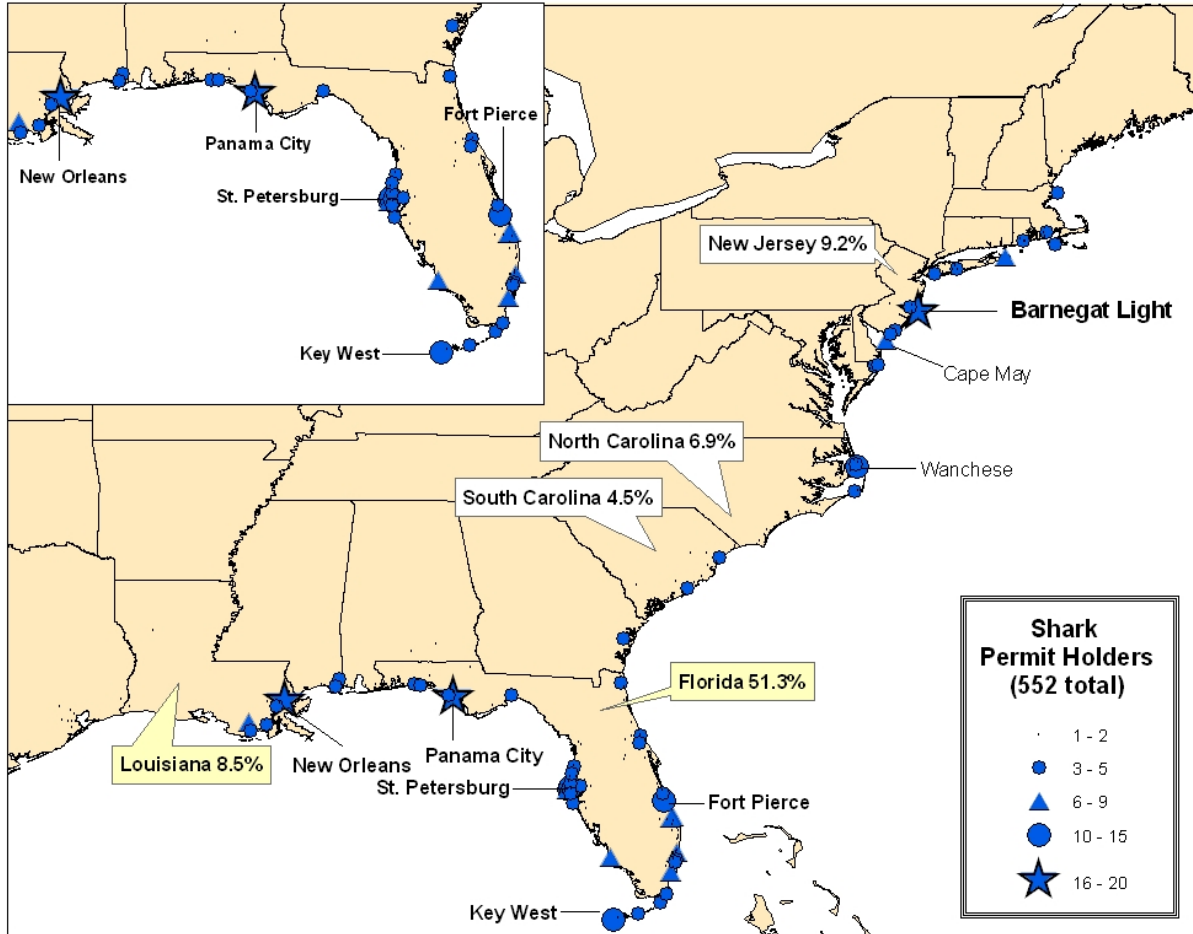 Fort Pierce
Panama City
New Orleans
St. Petersburg
Key West
New Jersey 9.2%
Barnegat Light
Cape May
North Carolina 6.9%
Wanchese
South Carolina 4.5%
Florida 51.3%
Louisiana 8.5%
New Orleans
Panama City
St. Petersburg
Fort Pierce
Key West
Shark
Permit Holders
(552 total)
1 - 2
3 - 5
6 - 9
10 - 15
16 - 20